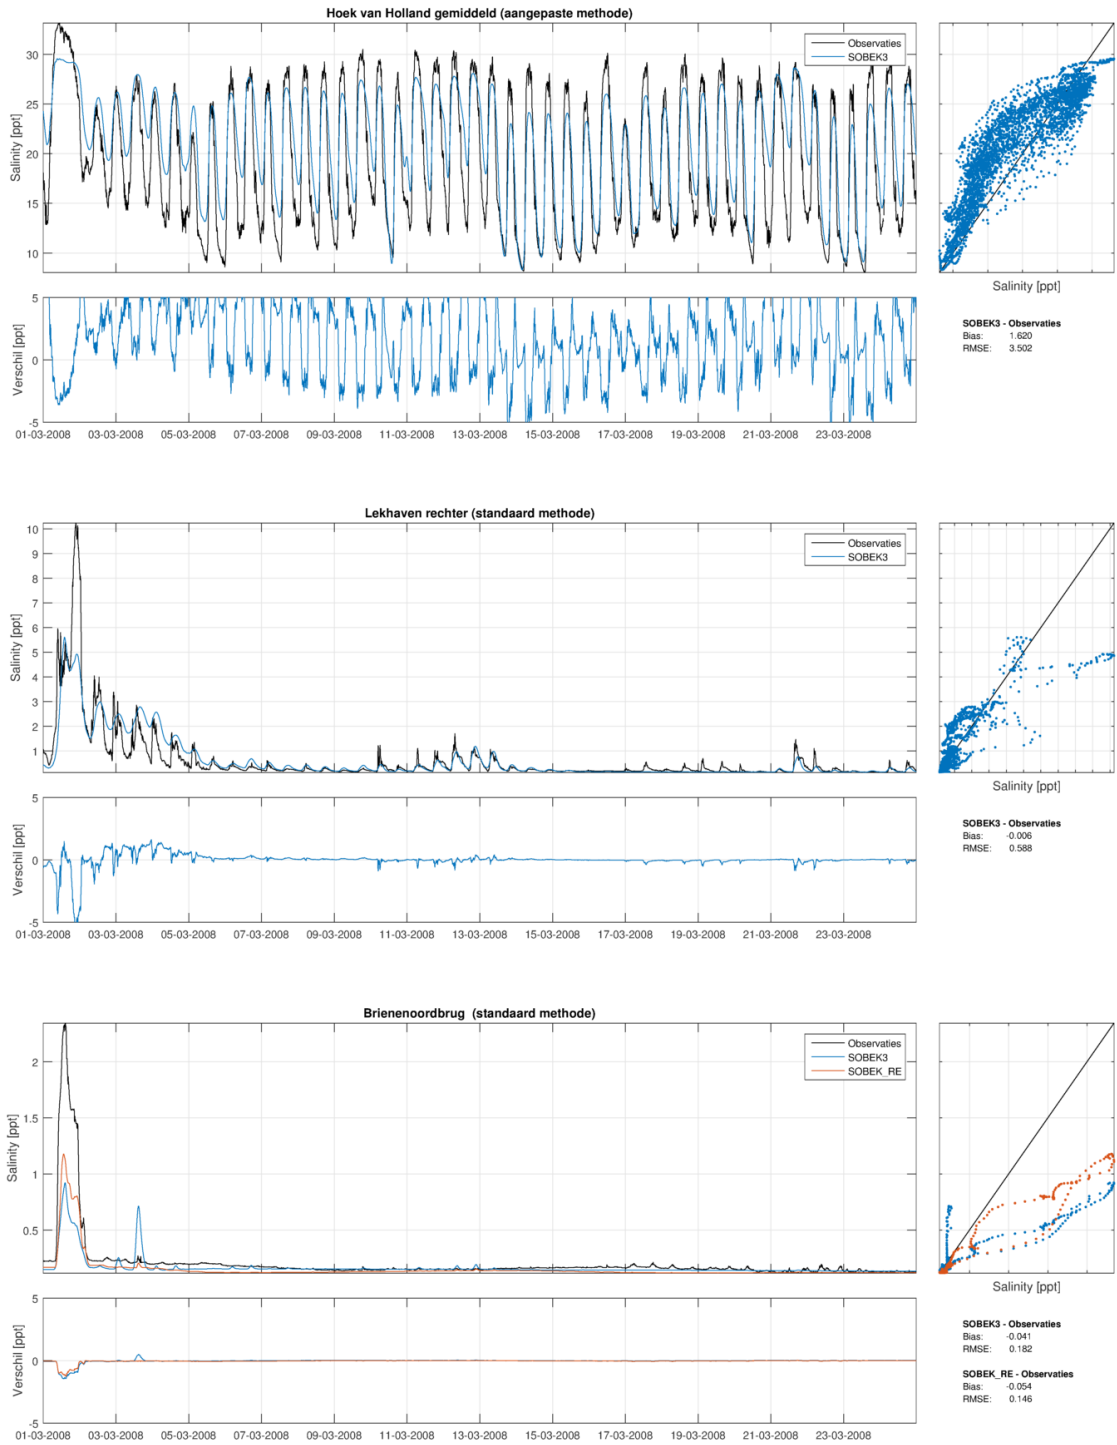 Hoek van Holland gemiddeld (aangepaste methode)
Observaties
SOBEK3
30
25
20
15
10
Salinity [ppt]
Salinity [ppt]
5
0
-5
Verschil [ppt]
01-03-2008 03-03-2008 05-03-2008 07-03-2008 09-03-2008 11-03-2008 13-03-2008 15-03-2008 17-03-2008 19-03-2008 21-03-2008 23-03-2008
SOBEK3 - Observaties
Bias: 1.620
RMSE: 3.502
Lekhaven rechter (standaard methode)
Observaties
SOBEK3
10
9
8
7
6
5
4
3
2
1
Salinity [ppt]
Salinity [ppt]
5
0
-5
Verschil [ppt]
01-03-2008 03-03-2008 05-03-2008 07-03-2008 09-03-2008 11-03-2008 13-03-2008 15-03-2008 17-03-2008 19-03-2008 21-03-2008 23-03-2008
SOBEK3 - Observaties
Bias: -0.006
RMSE: 0.588
Brienenoordbrug (standaard methode)
Observaties
SOBEK3
SOBEK_RE
2
1.5
1
0.5
Salinity [ppt]
Salinity [ppt]
5
0
-5
Verschil [ppt]
01-03-2008 03-03-2008 05-03-2008 07-03-2008 09-03-2008 11-03-2008 13-03-2008 15-03-2008 17-03-2008 19-03-2008 21-03-2008 23-03-2008
SOBEK3 - Observaties
Bias: -0.041
RMSE: 0.182
SOBEK_RE - Observaties
Bias: -0.054
RMSE: 0.146